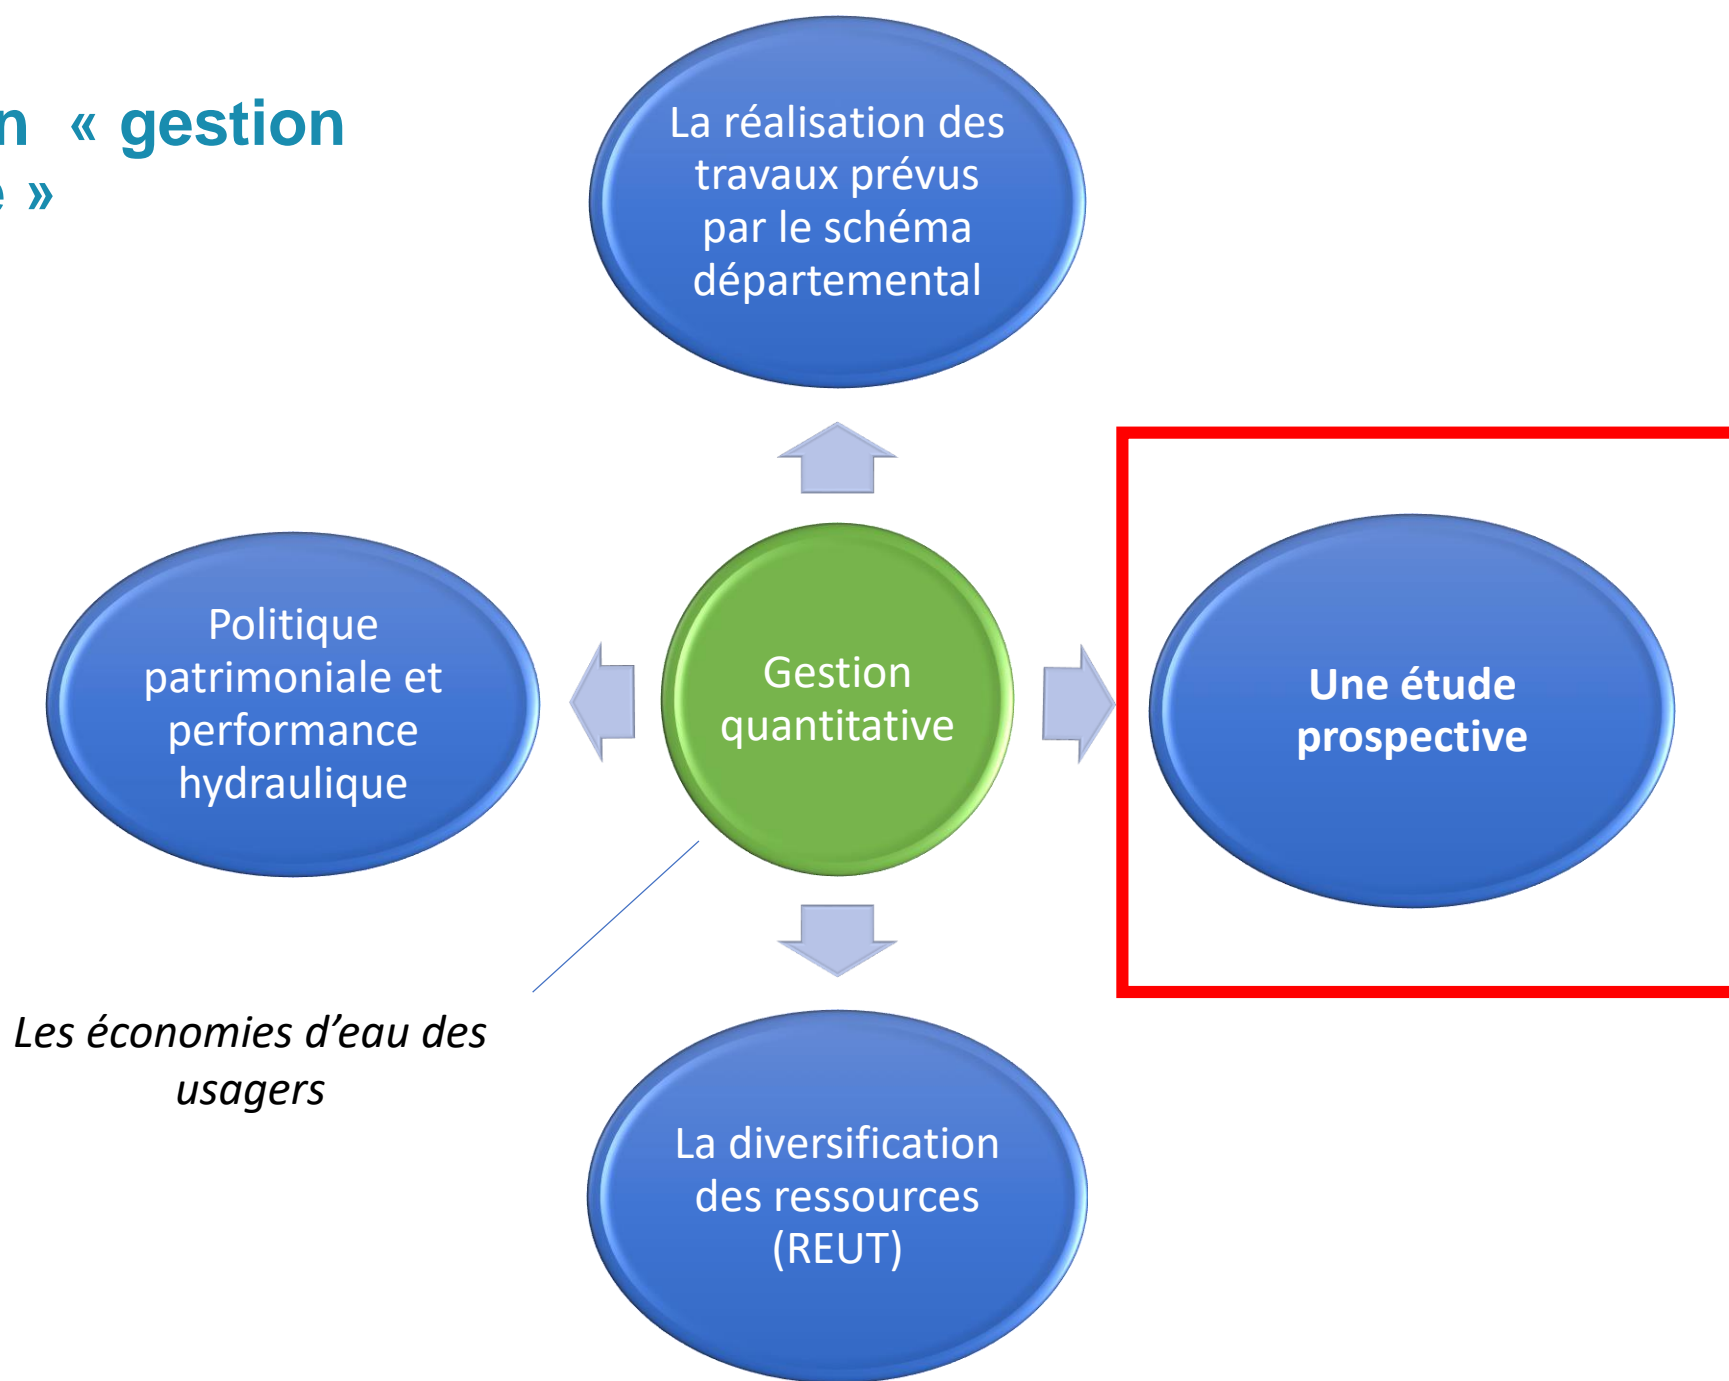 n « gestion
e »
La réalisation des
travaux prévus
par le schéma
départemental
Politique
patrimoniale et
performance
hydraulique
Gestion
quantitative
Une étude
prospective
Les économies d’eau des
usagers
La diversification
des ressources
(REUT)